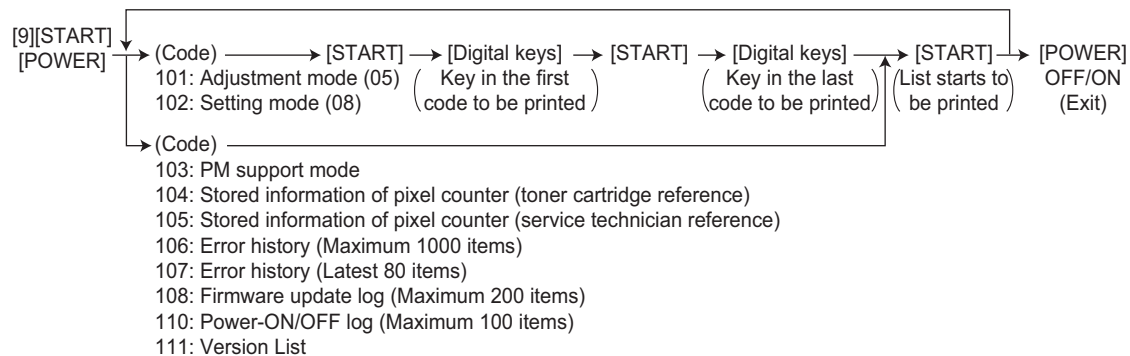 [9][START]
[POWER]
(Code) [START] [Digital keys] [START] [Digital keys] [START] [POWER]
101: Adjustment mode (05) (Key in the first Key in the last (List starts to OFF/ON
102: Setting mode (08) code to be printed) code to be printed) be printed) (Exit)
(Code)
103: PM support mode
104: Stored information of pixel counter (toner cartridge reference)
105: Stored information of pixel counter (service technician reference)
106: Error history (Maximum 1000 items)
107: Error history (Latest 80 items)
108: Firmware update log (Maximum 200 items)
110: Power-ON/OFF log (Maximum 100 items)
111: Version List